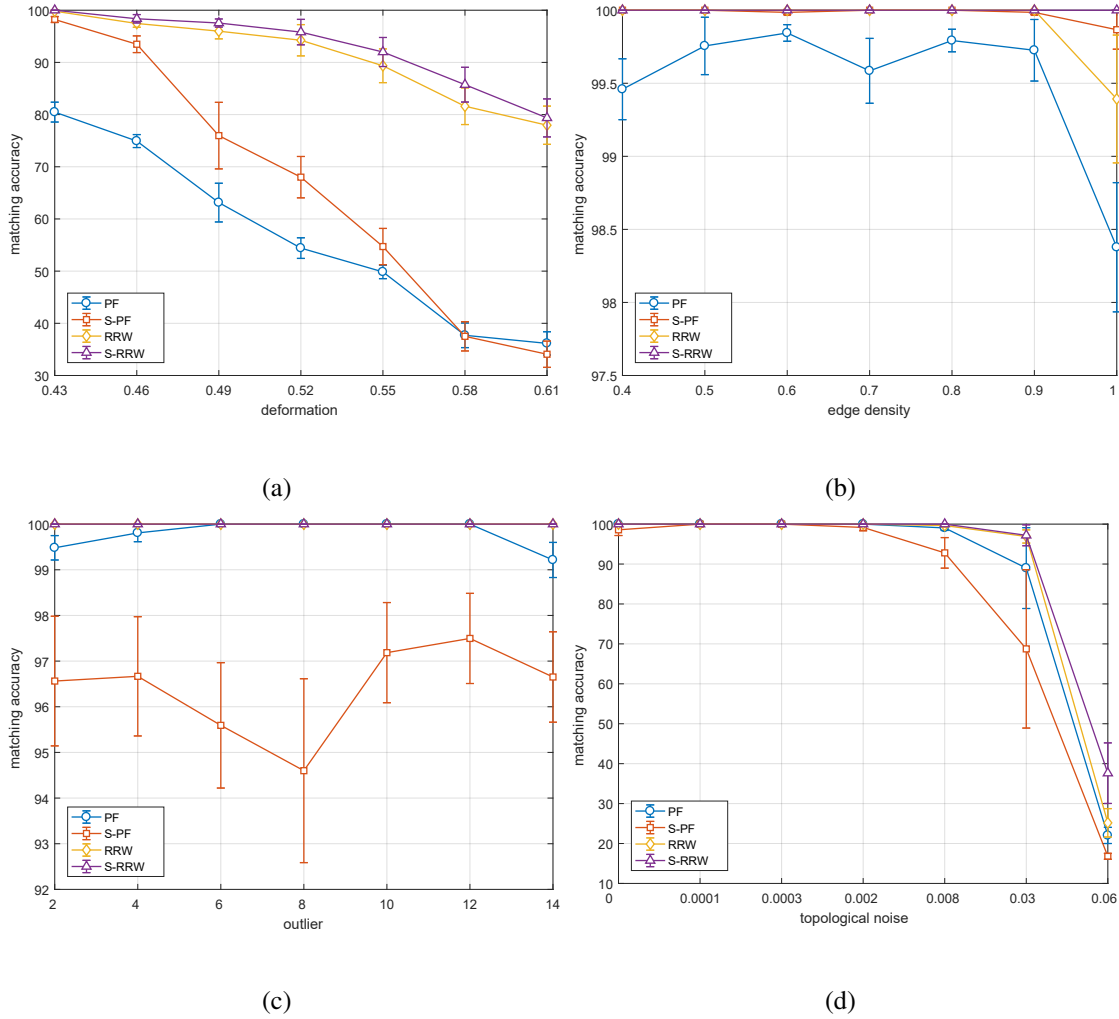 100
90
80
70
60
50
40
30
matching accuracy
PF
S-PF
RRW
S-RRW
0.43 0.46 0.49 0.52 0.55 0.58 0.61
deformation
(a)
100
99.5
99
98.5
98
97.5
matching accuracy
PF
S-PF
RRW
S-RRW
0.4 0.5 0.6 0.7 0.8 0.9 1
edge density
(b)
100
99
98
97
96
95
94
93
92
matching accuracy
PF
S-PF
RRW
S-RRW
2 4 6 8 10 12 14
outlier
(c)
100
90
80
70
60
50
40
30
20
10
matching accuracy
PF
S-PF
RRW
S-RRW
0 0.0001 0.0003 0.002 0.008 0.03 0.06
topological noise
(d)